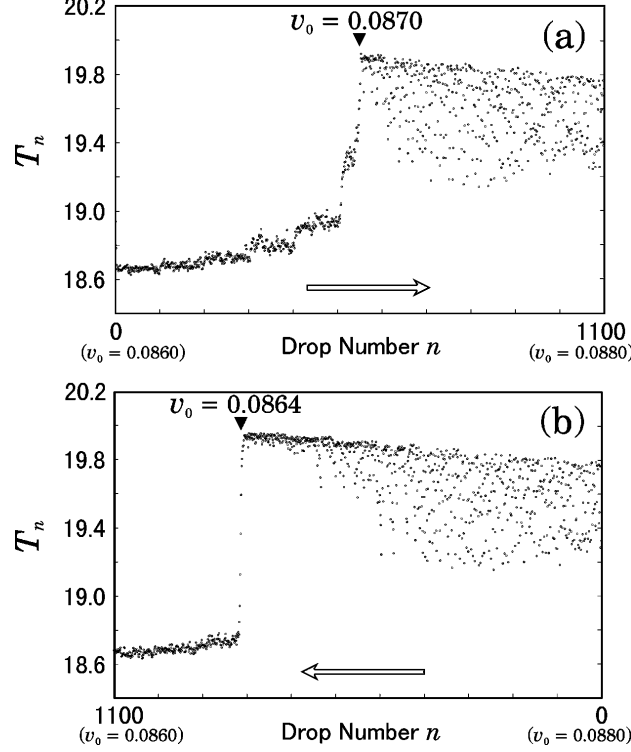 20.2
v₀ = 0.0870
(a)
19.8
19.4
Tₙ
19.0
18.6
0
1100
(v₀ = 0.0860)
Drop Number n
(v₀ = 0.0880)
20.2
v₀ = 0.0864
(b)
19.8
19.4
Tₙ
19.0
18.6
1100
0
(v₀ = 0.0860)
Drop Number n
(v₀ = 0.0880)